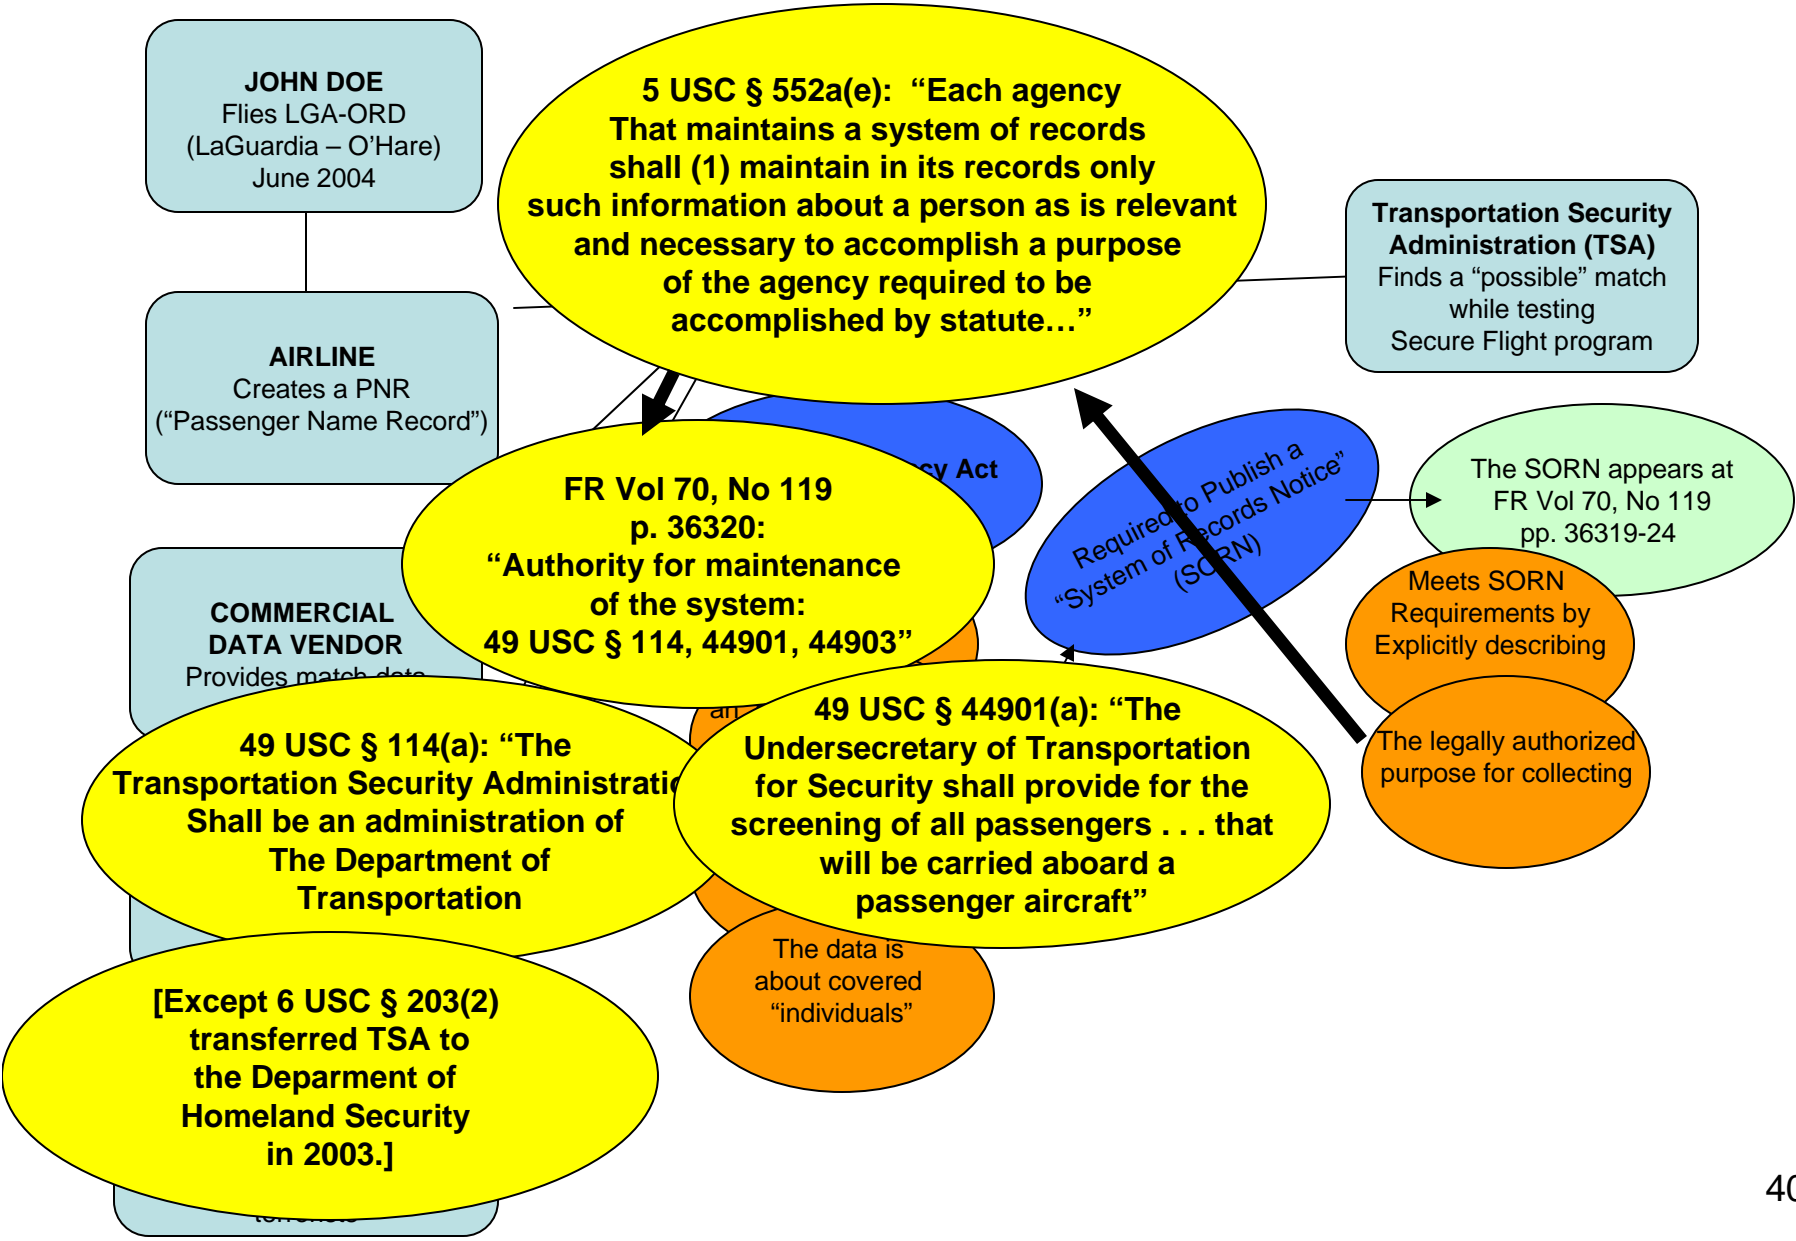 JOHN DOE
Flies LGA-ORD
(LaGuardia – O’Hare)
June 2004
5 USC § 552a(e):  “Each agency
That maintains a system of records
shall (1) maintain in its records only
such information about a person as is relevant
and necessary to accomplish a purpose
of the agency required to be
accomplished by statute…”
Transportation Security
Administration (TSA)
Finds a “possible” match
while testing
Secure Flight program
AIRLINE
Creates a PNR
(“Passenger Name Record”)
Act
FR Vol 70, No 119
p. 36320:
“Authority for maintenance
of the system:
49 USC § 114, 44901, 44903”
Required to Publish a
“System of Records Notice”
(SORN)
The SORN appears at
FR Vol 70, No 119
pp. 36319-24
Meets SORN
Requirements by
Explicitly describing
The legally authorized
purpose for collecting
COMMERCIAL
DATA VENDOR
Provides match data
49 USC § 114(a): “The
Transportation Security Administration
Shall be an administration of
The Department of
Transportation
49 USC § 44901(a): “The
Undersecretary of Transportation
for Security shall provide for the
screening of all passengers . . . that
will be carried aboard a
passenger aircraft”
The data is
about covered
“individuals”
[Except 6 USC § 203(2)
transferred TSA to
the Deparment of
Homeland Security
in 2003.]
40